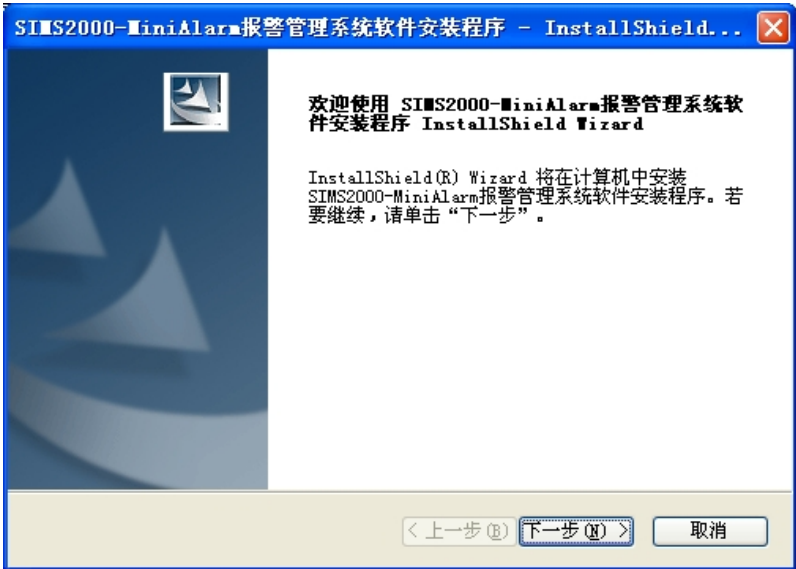 SIMS2000-MiniAlarm报警管理系统软件安装程序 - InstallShield...
欢迎使用 SIMS2000-MiniAlarm报警管理系统软
件安装程序 InstallShield Wizard
InstallShield(R) Wizard 将在计算机中安装
SIMS2000-MiniAlarm报警管理系统软件安装程序。若
要继续，请单击“下一步”。
< 上一步(B) 下一步(N) > 取消